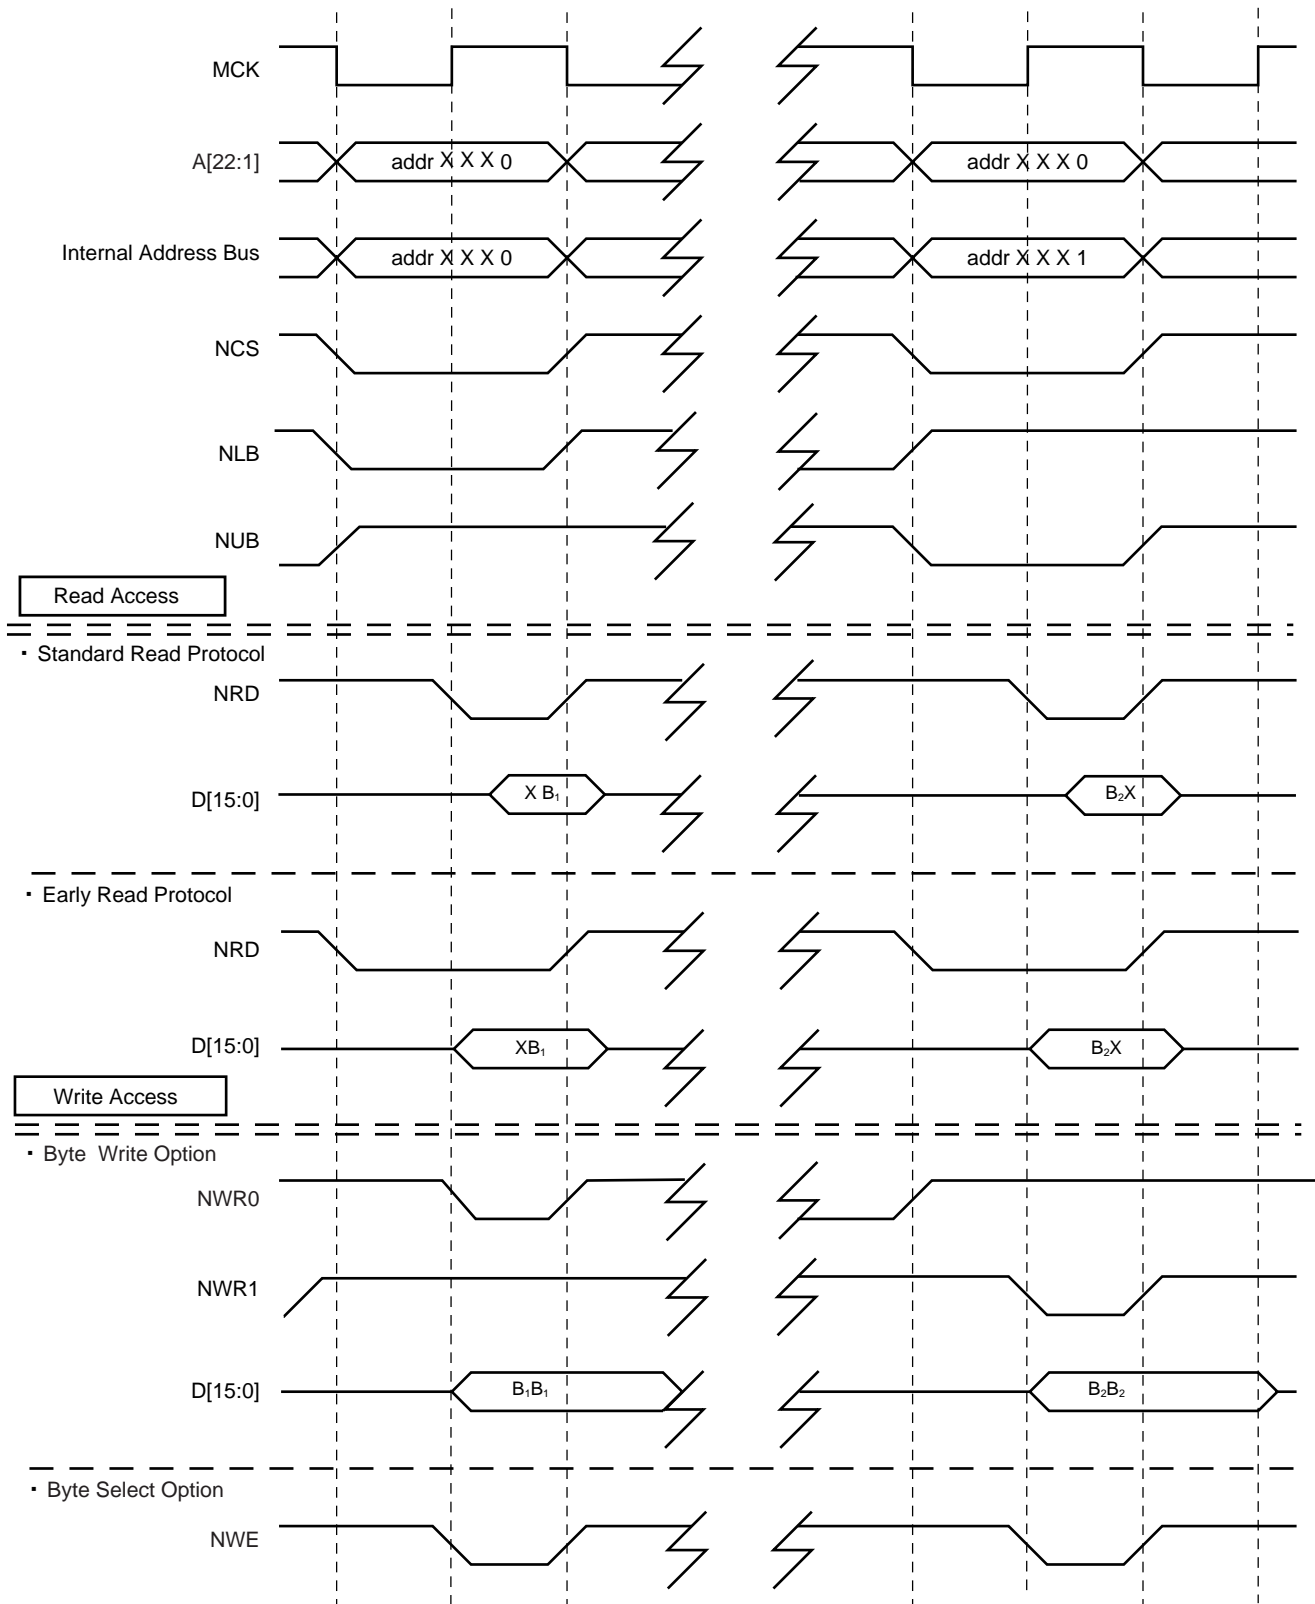 MCK
A[22:1] addr X X X 0 addr X X X 0
Internal Address Bus addr X X X 0 addr X X X 1
NCS
NLB
NUB
Read Access
· Standard Read Protocol
NRD
D[15:0] X B₁ B₂X
· Early Read Protocol
NRD
D[15:0] XB₁ B₂X
Write Access
· Byte Write Option
NWR0
NWR1
D[15:0] B₁B₁ B₂B₂
· Byte Select Option
NWE